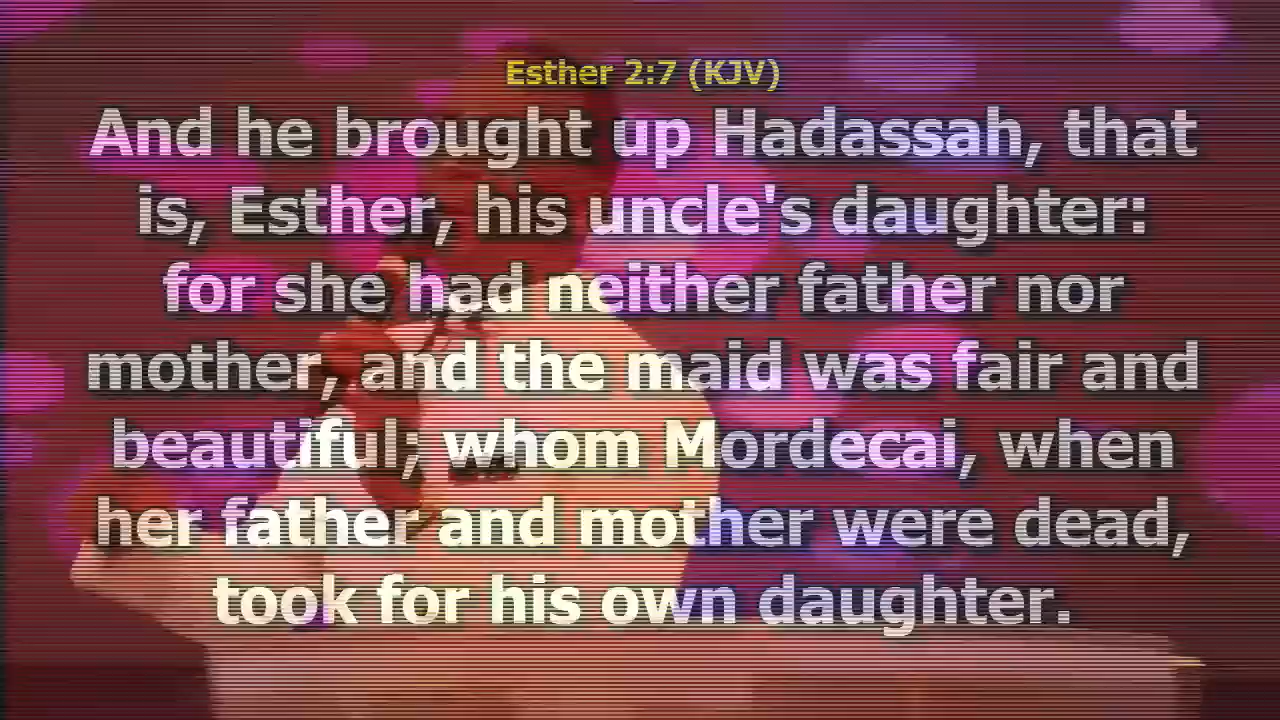 Esther 2:7 (KJV)
And he brought up Hadassah, that
is, Esther, his uncle's daughter:
for she had neither father nor
mother, and the maid was fair and
beautiful; whom Mordecai, when
her father and mother were dead,
took for his own daughter.